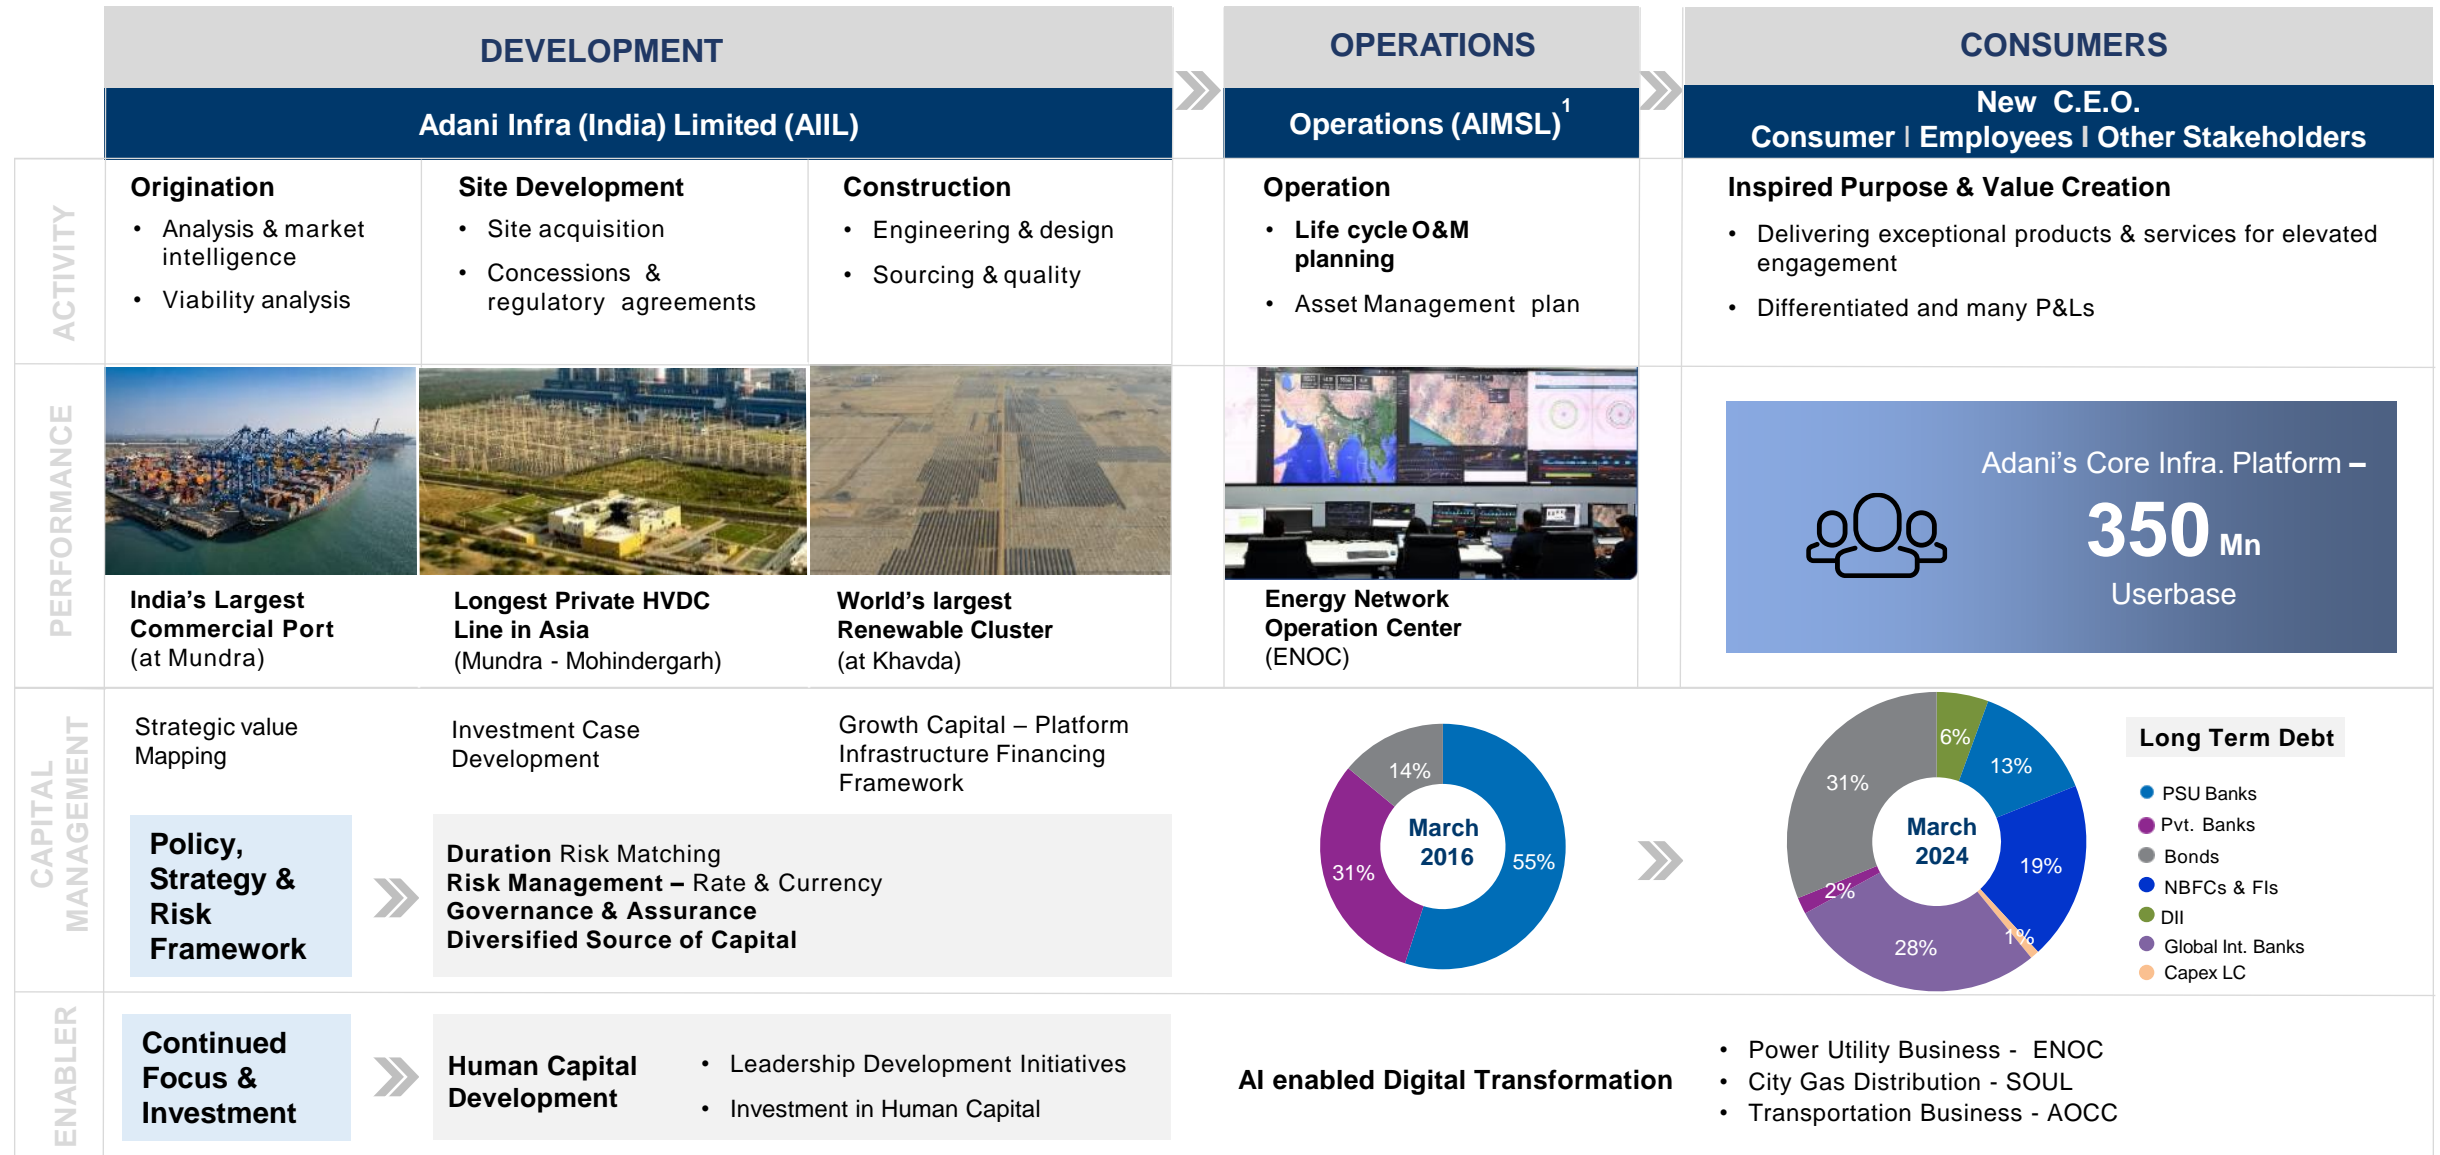 DEVELOPMENT
OPERATIONS
CONSUMERS
Adani Infra (India) Limited (AIIL)
Operations (AIMSL)1
New C.E.O.
Consumer l Employees I Other Stakeholders
ACTIVITY
Origination
• Analysis & market
intelligence
• Viability analysis
Site Development
• Site acquisition
• Concessions &
regulatory agreements
Construction
• Engineering & design
• Sourcing & quality
Operation
• Life cycle O&M
planning
• Asset Management plan
Inspired Purpose & Value Creation
• Delivering exceptional products & services for elevated
engagement
• Differentiated and many P&Ls
PERFORMANCE
India's Largest
Commercial Port
(at Mundra)
Longest Private HVDC
Line in Asia
(Mundra - Mohindergarh)
World's largest
Renewable Cluster
(at Khavda)
Energy Network
Operation Center
(ENOC)
Adani's Core Infra. Platform –
350 Mn
Userbase
CAPITAL
MANAGEMENT
Strategic value
Mapping
Investment Case
Development
Growth Capital – Platform
Infrastructure Financing
Framework
Policy,
Strategy &
Risk
Framework
Duration Risk Matching
Risk Management – Rate & Currency
Governance & Assurance
Diversified Source of Capital
14%
31%
55%
March
2016
6%
13%
19%
1%
28%
2%
31%
March
2024
Long Term Debt
PSU Banks
Pvt. Banks
Bonds
NBFCs & FIs
DII
Global Int. Banks
Capex LC
ENABLER
Continued
Focus &
Investment
Human Capital
Development
• Leadership Development Initiatives
• Investment in Human Capital
AI enabled Digital Transformation
• Power Utility Business - ENOC
• City Gas Distribution - SOUL
• Transportation Business - AOCC